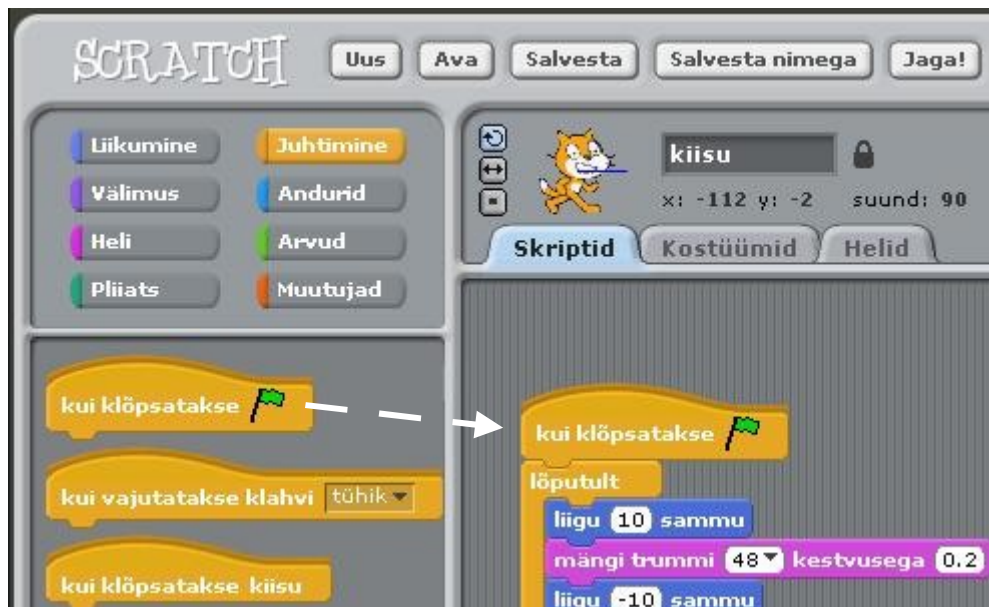 SCRATCH Uus Ava Salvesta Salvesta nimega Jaga!
Liikumine Juhtimine
Välimus Andurid
Heli Arvud
Pliiats Muutujad
kiisu
x: -112 y: -2 suund: 90
Skriptid Kostüümid Helid
kui klõpsatakse
kui vajutatakse klahvi tühik
kui klõpsatakse kiisu
kui klõpsatakse
lõputult
liigu 10 sammu
mängi trummi 48 kestvusega 0.2
liigu -10 sammu